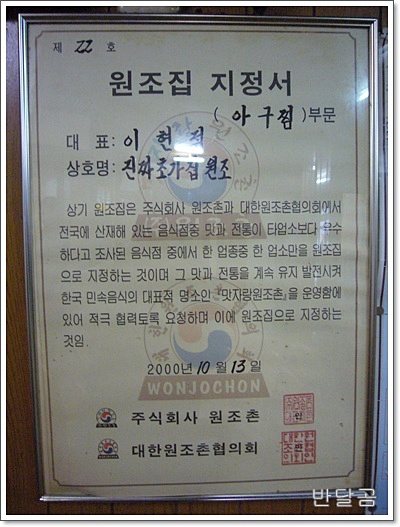 제 22 호
원조집 지정서
( 아구찜 ) 부문
대 표: 이 헌
상호명: 진짜초가집원조
상기 원조집은 주식회사 원조촌과 대한원조촌협의회에서
전국에 산재해 있는 음식점중 맛과 전통이 타업소보다 우수
하다고 조사된 음식점 중에서 한 업종중 한 업소만을 원조집
으로 지정하는 것이며 그 맛과 전통을 계속 유지 발전시켜
한국 민속음식의 대표적 명소인 『맛자랑원조촌』을 운영함에
있어 적극 협력토록 요청하며 이에 원조집으로 지정하는
것임.
2000년 10 월 13 일
WONJOCHON
주식회사 원조촌
대한원조촌협의회
반달곰